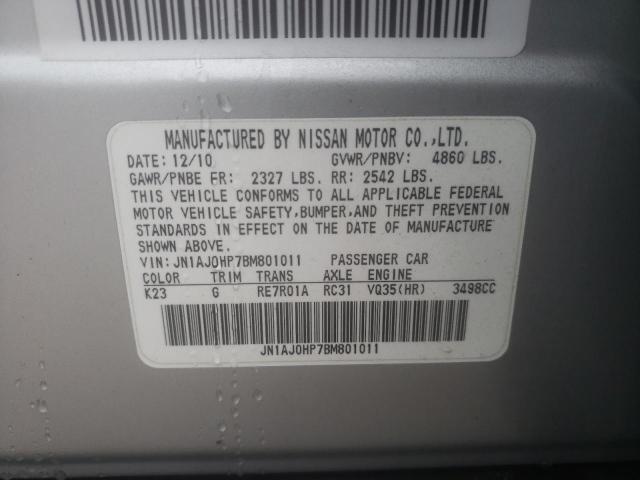 MANUFACTURED BY NISSAN MOTOR CO.,LTD.
DATE: 12/10 GVWR/PNBV: 4860 LBS.
GAWR/PNBE FR: 2327 LBS. RR: 2542 LBS.
THIS VEHICLE CONFORMS TO ALL APPLICABLE FEDERAL
MOTOR VEHICLE SAFETY,BUMPER,AND THEFT PREVENTION
STANDARDS IN EFFECT ON THE DATE OF MANUFACTURE
SHOWN ABOVE.
VIN: JN1AJ0HP7BM801011 PASSENGER CAR
COLOR TRIM TRANS AXLE ENGINE
K23 G RE7R01A RC31 VQ35(HR) 3498CC
JN1AJ0HP7BM801011